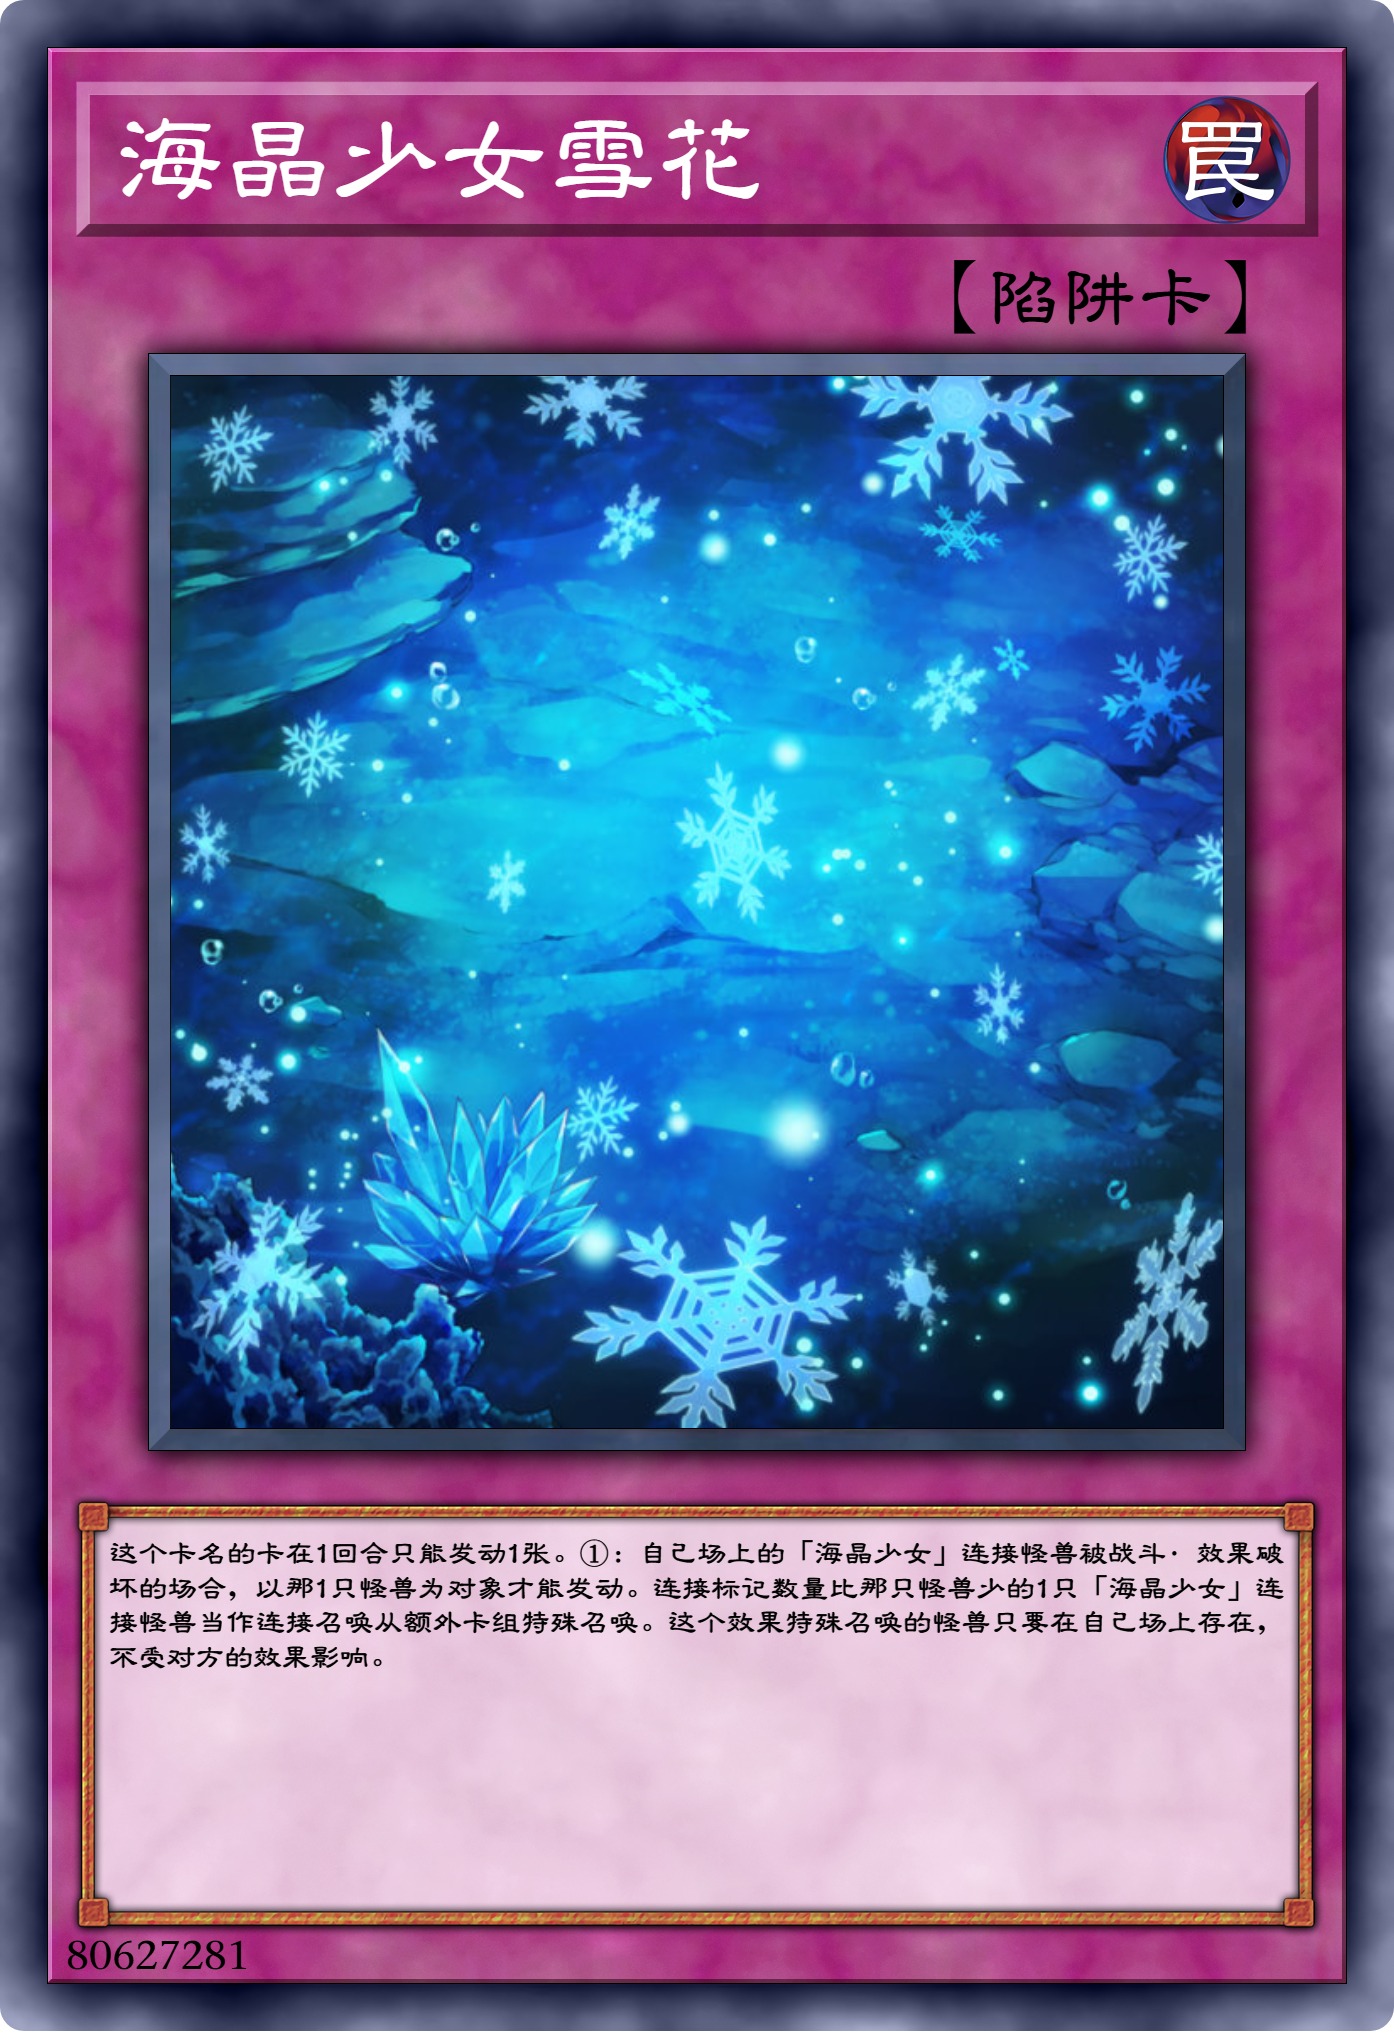 海晶少女雪花
罠
【陷阱卡】
这个卡名的卡在1回合只能发动1张。①：自己场上的「海晶少女」连接怪兽被战斗·效果破
坏的场合，以那1只怪兽为对象才能发动。连接标记数量比那只怪兽少的1只「海晶少女」连
接怪兽当作连接召唤从额外卡组特殊召唤。这个效果特殊召唤的怪兽只要在自己场上存在，
不受对方的效果影响。
80627281